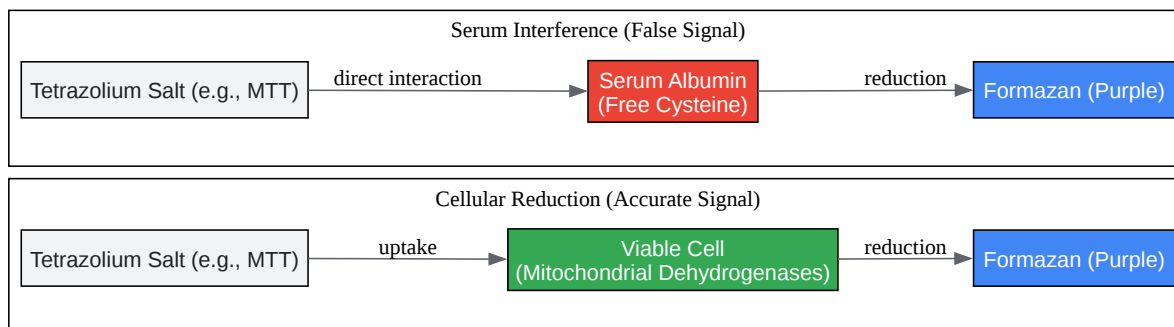 Serum Interference (False Signal)
Tetrazolium Salt (e.g., MTT)
direct interaction
Serum Albumin
(Free Cysteine)
reduction
Formazan (Purple)
Cellular Reduction (Accurate Signal)
Tetrazolium Salt (e.g., MTT)
uptake
Viable Cell
(Mitochondrial Dehydrogenases)
reduction
Formazan (Purple)